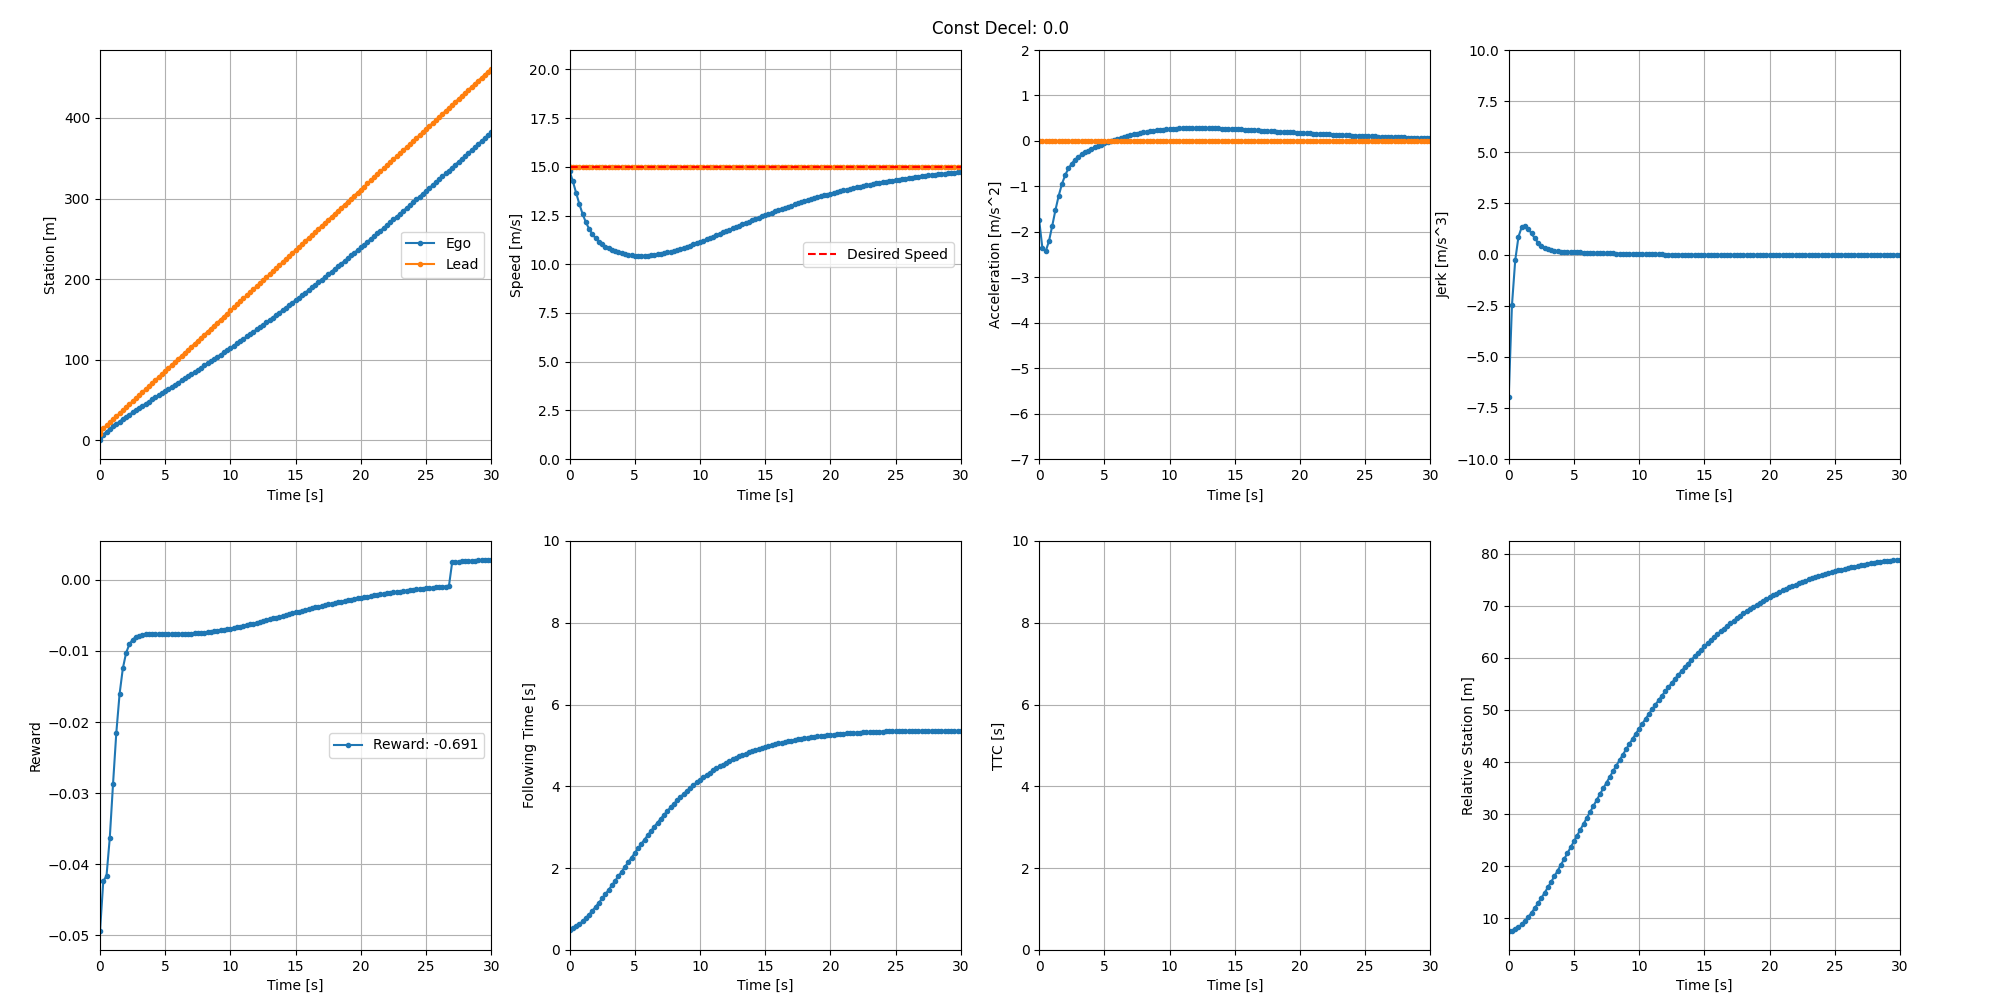 Const Decel: 0.0
Station [m]
400
300
200
100
0
Ego
Lead
0 5 10 15 20 25 30
Time [s]
Speed [m/s]
20.0
17.5
15.0
12.5
10.0
7.5
5.0
2.5
0.0
Desired Speed
0 5 10 15 20 25 30
Time [s]
Acceleration [m/s^2]
2
1
0
−1
−2
−3
−4
−5
−6
−7
0 5 10 15 20 25 30
Time [s]
Jerk [m/s^3]
10.0
7.5
5.0
2.5
0.0
−2.5
−5.0
−7.5
−10.0
0 5 10 15 20 25 30
Time [s]
Reward
0.00
−0.01
−0.02
−0.03
−0.04
−0.05
Reward: -0.691
0 5 10 15 20 25 30
Time [s]
Following Time [s]
10
8
6
4
2
0
0 5 10 15 20 25 30
Time [s]
TTC [s]
10
8
6
4
2
0
0 5 10 15 20 25 30
Time [s]
Relative Station [m]
80
70
60
50
40
30
20
10
0 5 10 15 20 25 30
Time [s]